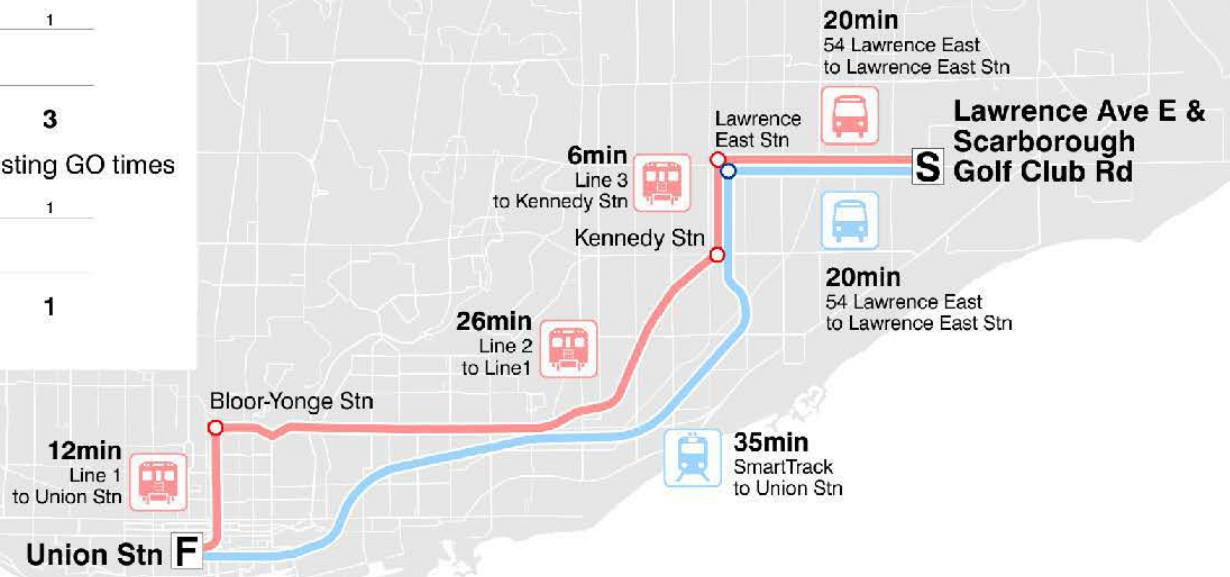 1
3
sting GO times
1
1
20min
54 Lawrence East
to Lawrence East Stn
Lawrence
East Stn
Lawrence Ave E &
Scarborough
Golf Club Rd
S
6min
Line 3
to Kennedy Stn
Kennedy Stn
20min
54 Lawrence East
to Lawrence East Stn
26min
Line 2
to Line1
Bloor-Yonge Stn
12min
Line 1
to Union Stn
35min
SmartTrack
to Union Stn
Union Stn F